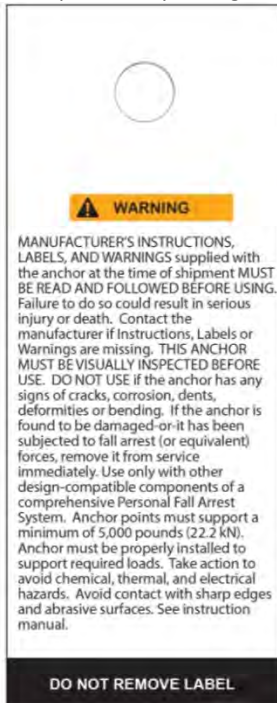 WARNING
MANUFACTURER'S INSTRUCTIONS,
LABELS, AND WARNINGS supplied with
the anchor at the time of shipment MUST
BE READ AND FOLLOWED BEFORE USING.
Failure to do so could result in serious
injury or death. Contact the
manufacturer if Instructions, Labels or
Warnings are missing. THIS ANCHOR
MUST BE VISUALLY INSPECTED BEFORE
USE. DO NOT USE if the anchor has any
signs of cracks, corrosion, dents,
deformities or bending. If the anchor is
found to be damaged-or-it has been
subjected to fall arrest (or equivalent)
forces, remove it from service
immediately. Use only with other
design-compatible components of a
comprehensive Personal Fall Arrest
System. Anchor points must support a
minimum of 5,000 pounds (22.2 kN).
Anchor must be properly installed to
support required loads. Take action to
avoid chemical, thermal, and electrical
hazards. Avoid contact with sharp edges
and abrasive surfaces. See instruction
manual.
DO NOT REMOVE LABEL